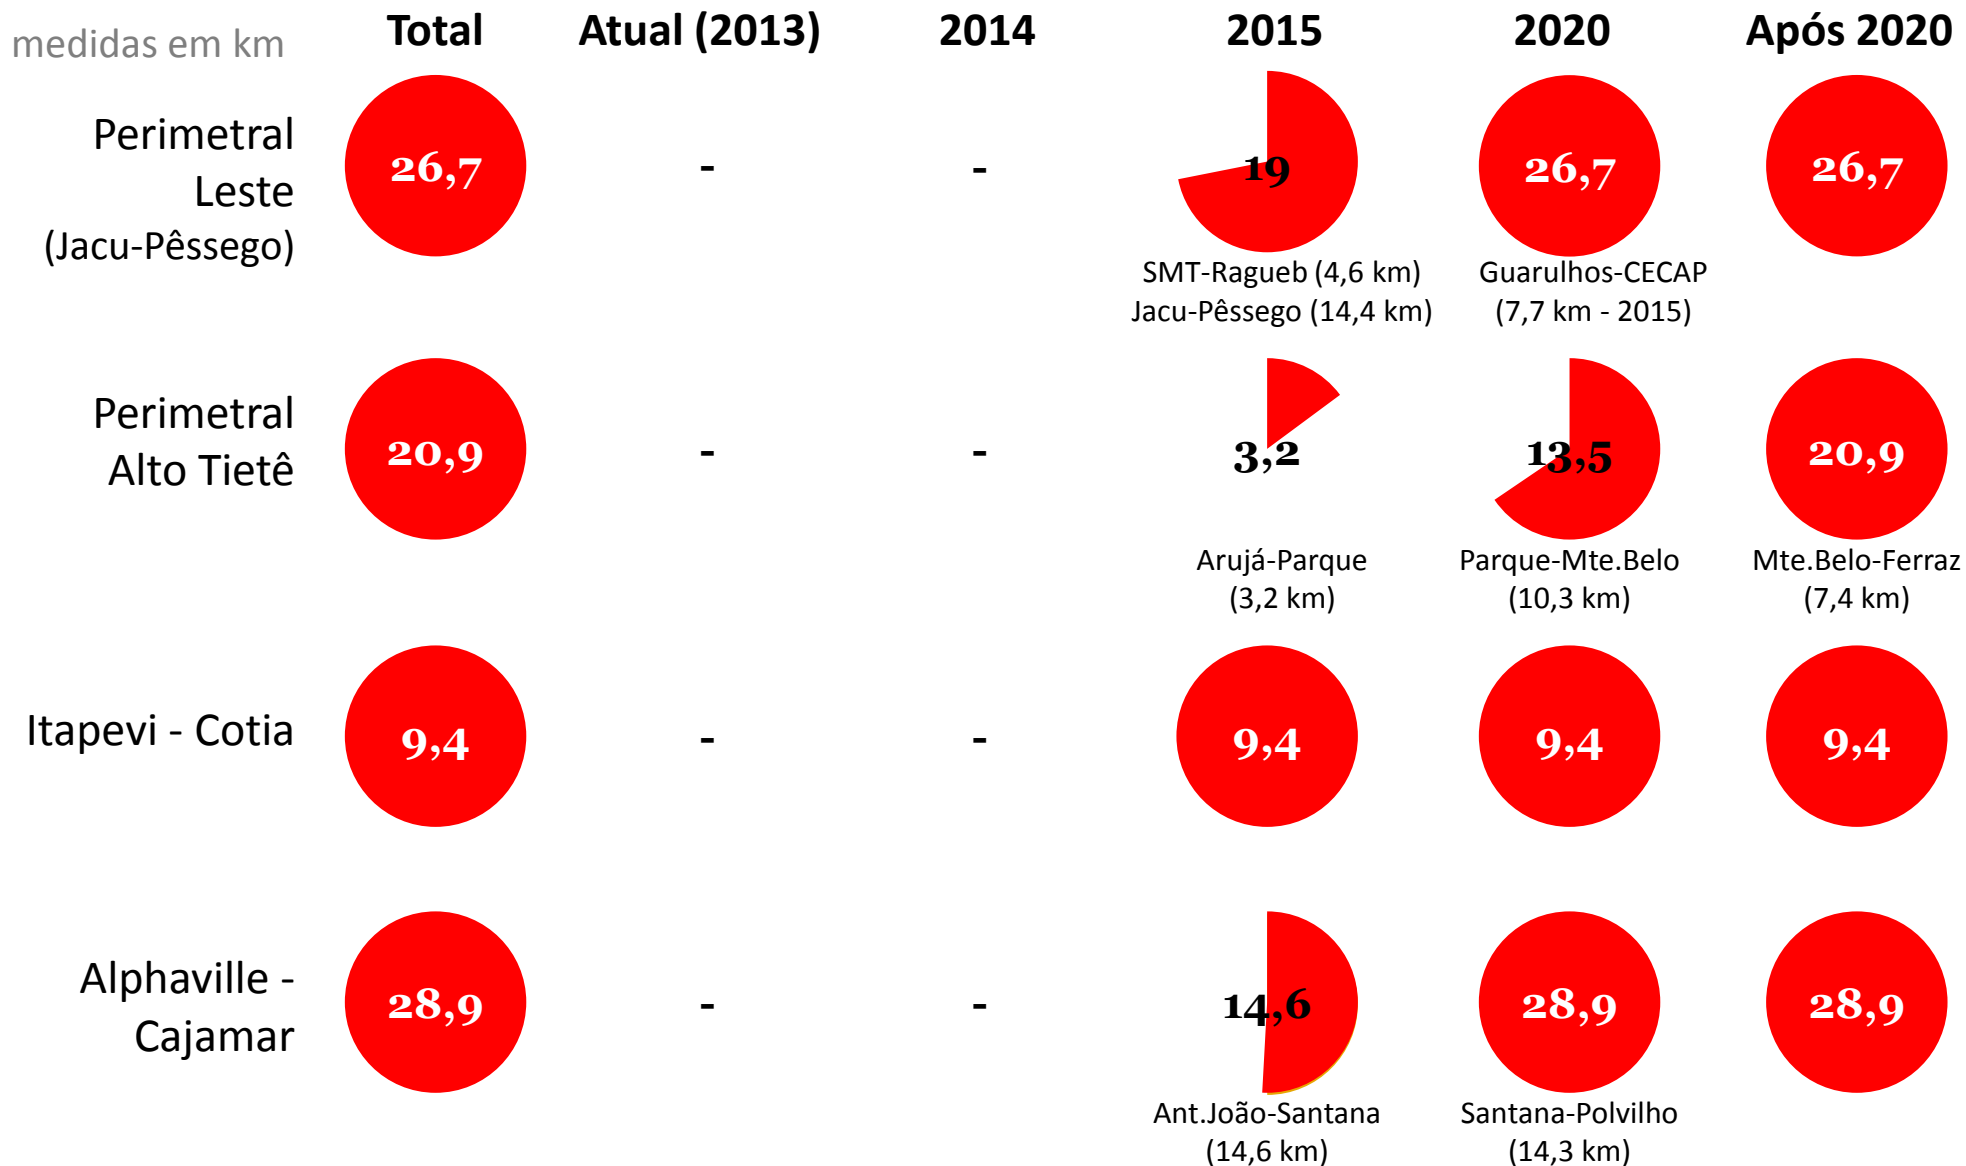 medidas em km
Total
Atual (2013)
2014
2015
2020
Após 2020
Perimetral
Leste
(Jacu-Pêssego)
26,7
-
-
19
26,7
26,7
SMT-Ragueb (4,6 km)
Jacu-Pêssego (14,4 km)
Guarulhos-CECAP
(7,7 km - 2015)
Perimetral
Alto Tietê
20,9
-
-
3,2
13,5
20,9
Arujá-Parque
(3,2 km)
Parque-Mte.Belo
(10,3 km)
Mte.Belo-Ferraz
(7,4 km)
Itapevi - Cotia
9,4
-
-
9,4
9,4
9,4
Alphaville -
Cajamar
28,9
-
-
14,6
28,9
28,9
Ant.João-Santana
(14,6 km)
Santana-Polvilho
(14,3 km)